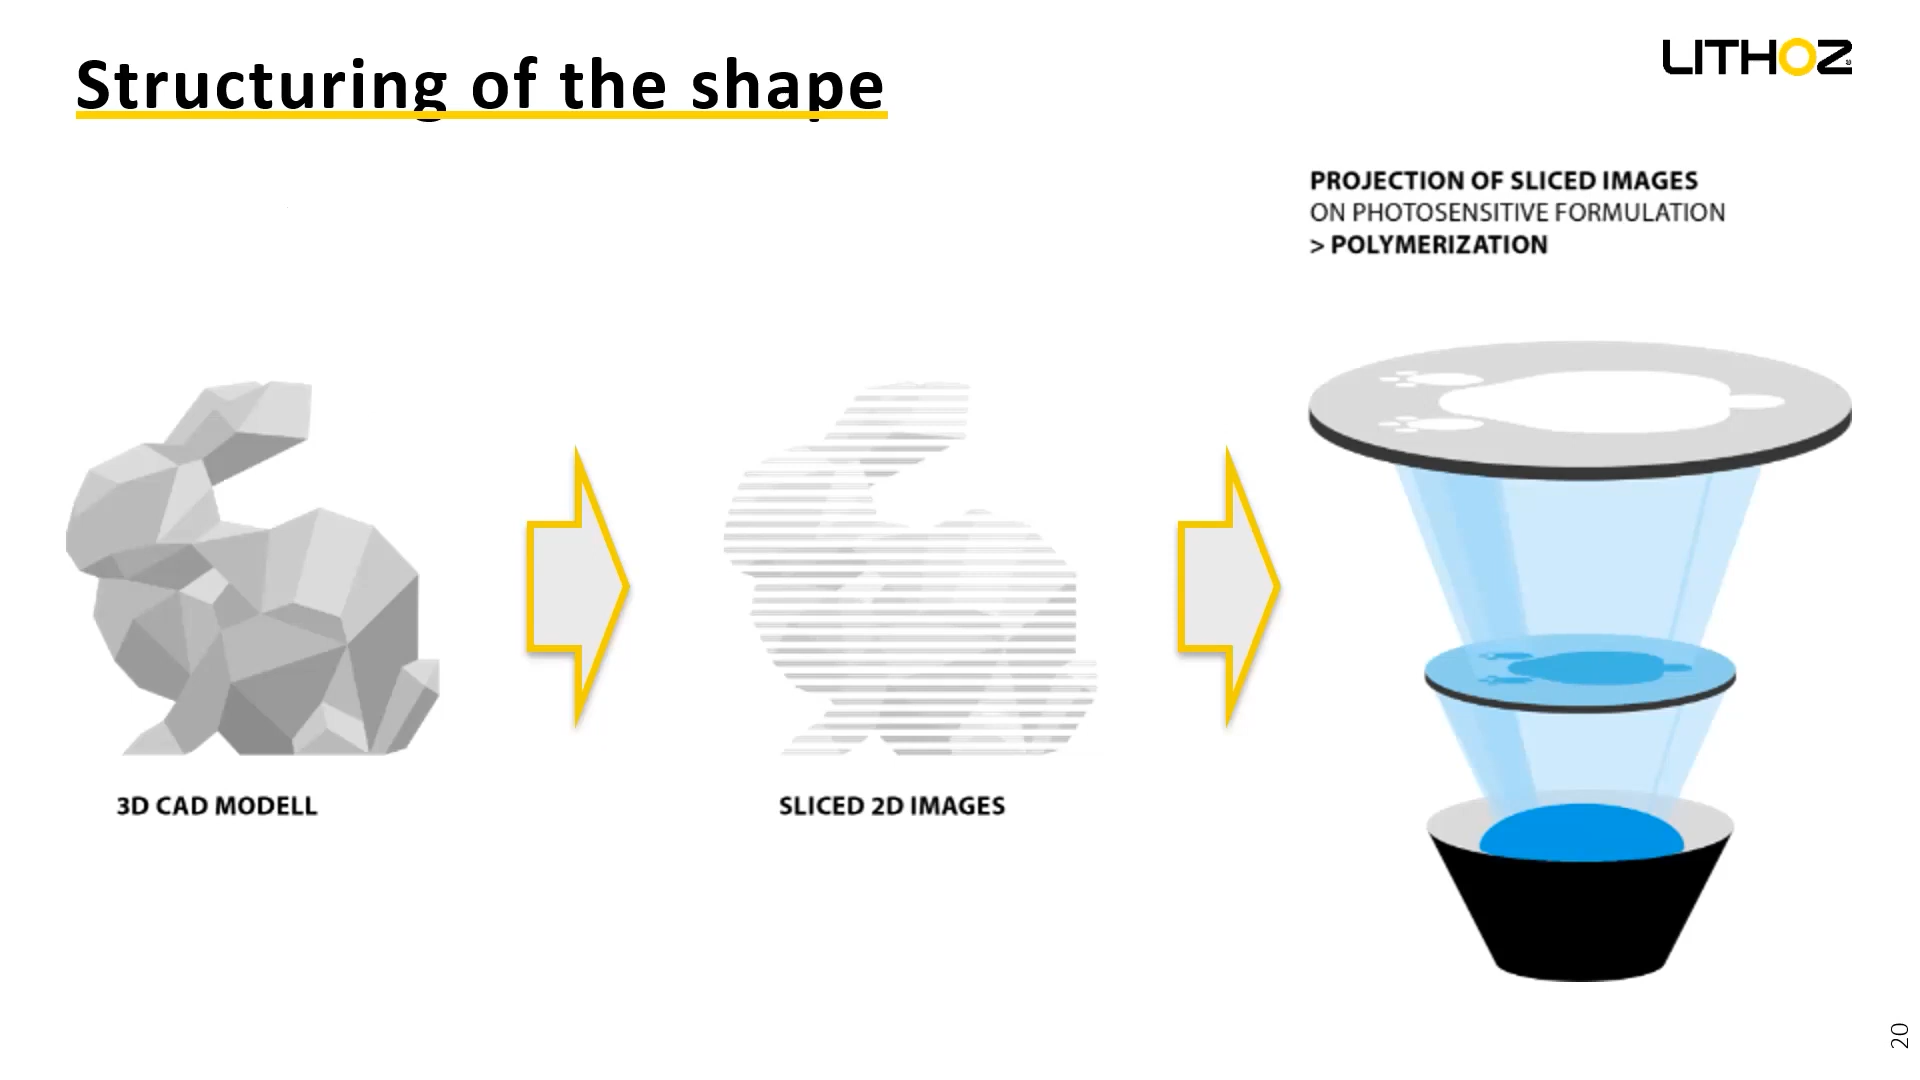 Structuring of the shape
LITHOZ
PROJECTION OF SLICED IMAGES
ON PHOTOSENSITIVE FORMULATION
> POLYMERIZATION
3D CAD MODELL
SLICED 2D IMAGES
20